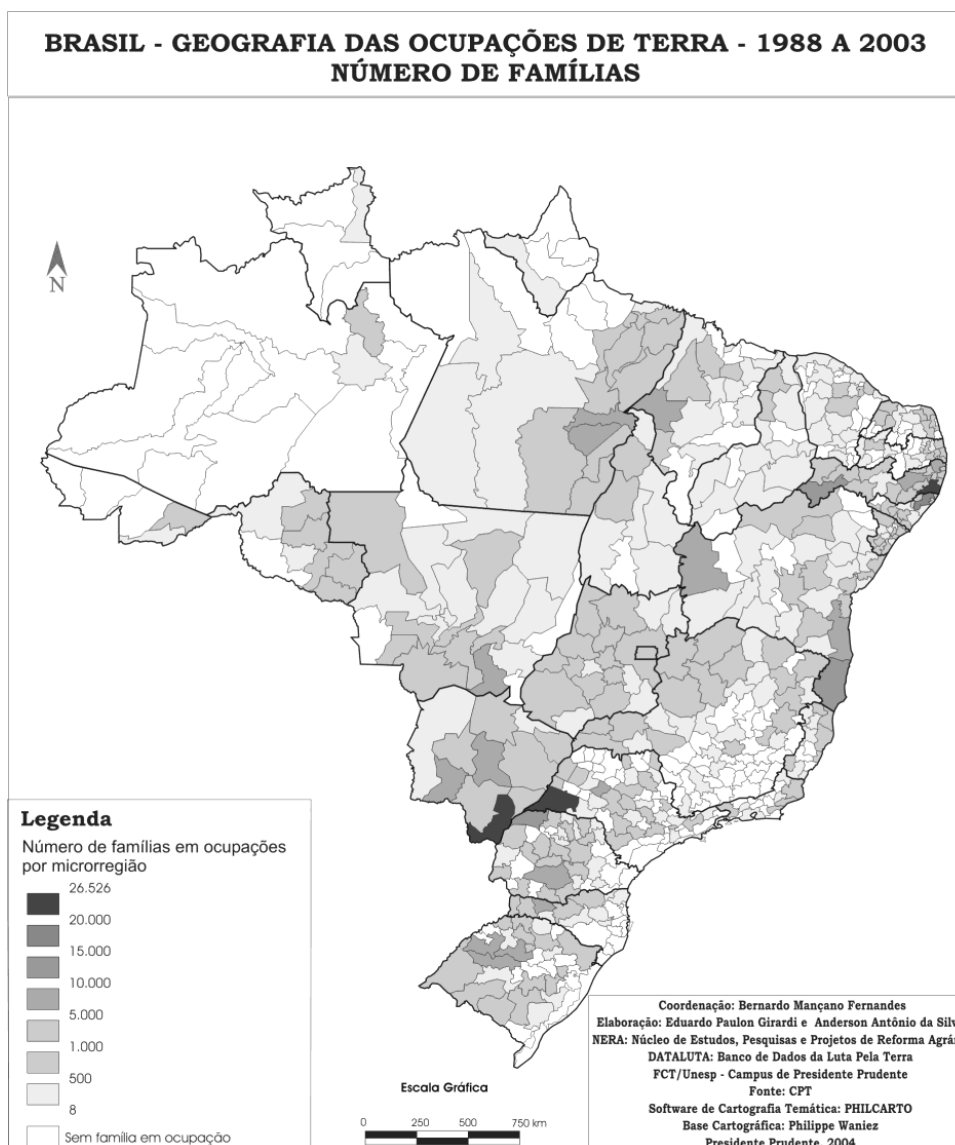 BRASIL - GEOGRAFIA DAS OCUPAÇÕES DE TERRA - 1988 A 2003
NÚMERO DE FAMÍLIAS
N
Legenda
Número de famílias em ocupações
por microrregião
26.526
20.000
15.000
10.000
5.000
1.000
500
8
Sem família em ocupação
Escala Gráfica
0 250 500 750 km
Coordenação: Bernardo Mançano Fernandes
Elaboração: Eduardo Paulon Girardi e Anderson Antônio da Silv
NERA: Núcleo de Estudos, Pesquisas e Projetos de Reforma Agrár
DATALUTA: Banco de Dados da Luta Pela Terra
FCT/Unesp - Campus de Presidente Prudente
Fonte: CPT
Software de Cartografia Temática: PHILCARTO
Base Cartográfica: Philippe Waniez
Presidente Prudente, 2004